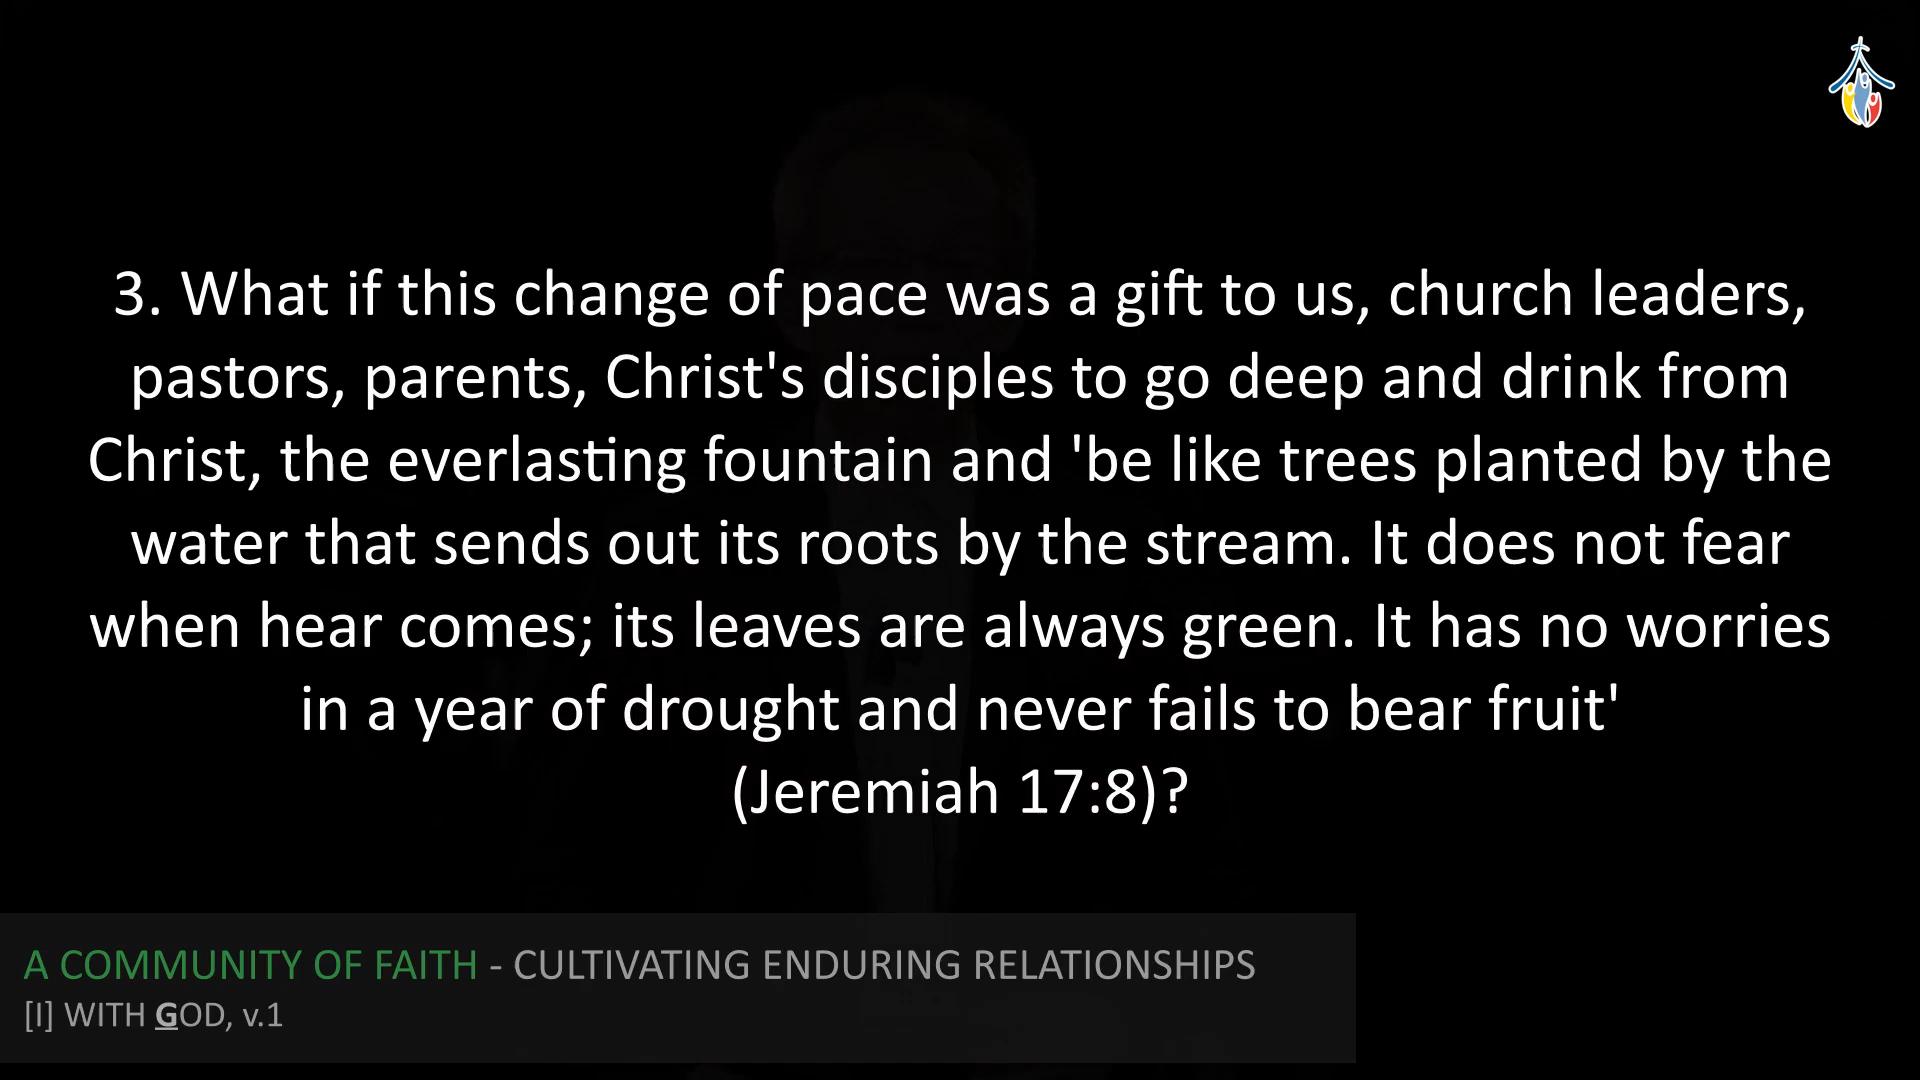 3. What if this change of pace was a gift to us, church leaders,
pastors, parents, Christ's disciples to go deep and drink from
Christ, the everlasting fountain and 'be like trees planted by the
water that sends out its roots by the stream. It does not fear
when hear comes; its leaves are always green. It has no worries
in a year of drought and never fails to bear fruit'
(Jeremiah 17:8)?
A COMMUNITY OF FAITH - CULTIVATING ENDURING RELATIONSHIPS
[I] WITH GOD, v.1